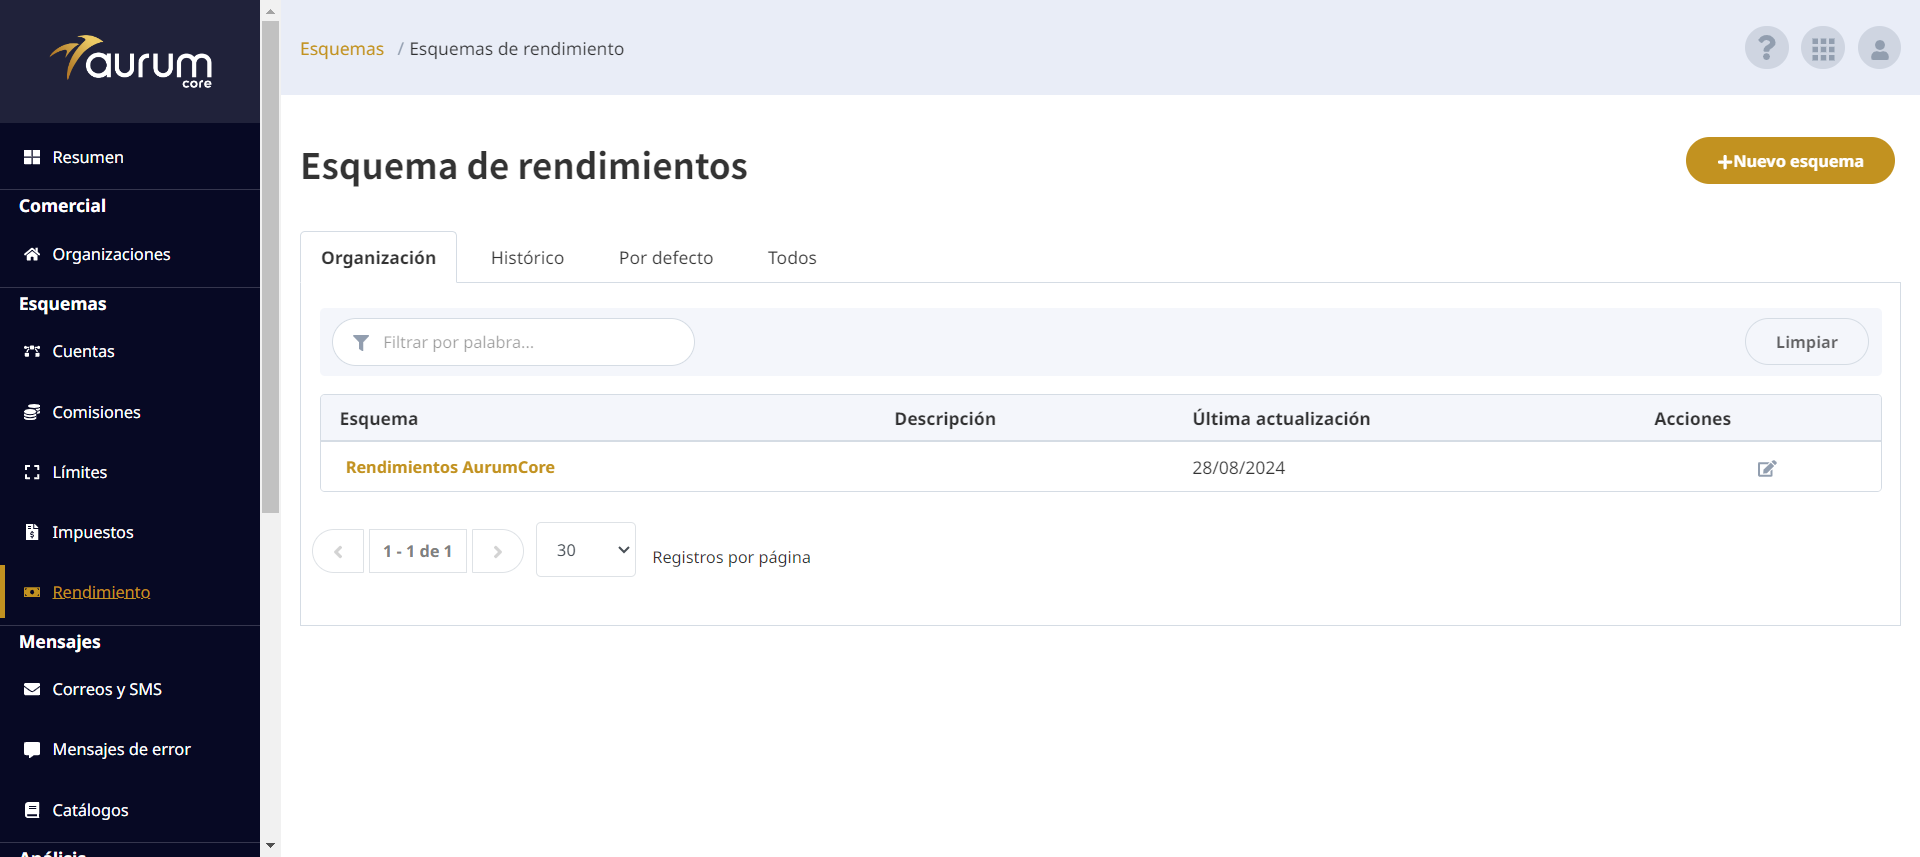 aurum
core
Resumen
Comercial
Organizaciones
Esquemas
Cuentas
Comisiones
Límites
Impuestos
Rendimiento
Mensajes
Correos y SMS
Mensajes de error
Catálogos
Análisis
Esquemas / Esquemas de rendimiento
?
Esquema de rendimientos
+Nuevo esquema
Organización Histórico Por defecto Todos
Filtrar por palabra... Limpiar
Esquema Descripción Última actualización Acciones
Rendimientos AurumCore 28/08/2024
1 - 1 de 1 30 Registros por página